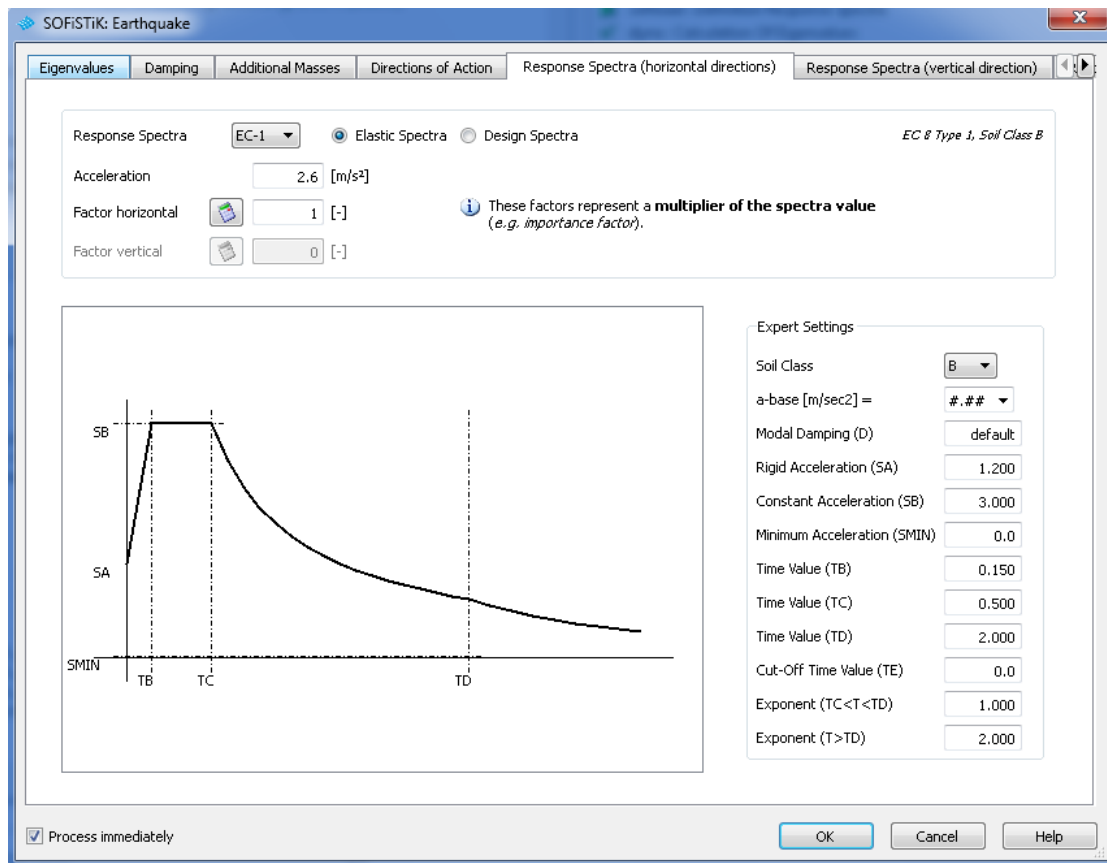 SOFiSTiK: Earthquake
Eigenvalues Damping Additional Masses Directions of Action Response Spectra (horizontal directions) Response Spectra (vertical direction)
Response Spectra EC-1 Elastic Spectra Design Spectra EC 8 Type 1, Soil Class B
Acceleration 2.6 [m/s²]
Factor horizontal 1 [-] These factors represent a multiplier of the spectra value
(e.g. importance factor).
Factor vertical 0 [-]
SB
SA
SMIN
TB TC TD
Expert Settings
Soil Class B
a-base [m/sec2] = #.##
Modal Damping (D) default
Rigid Acceleration (SA) 1.200
Constant Acceleration (SB) 3.000
Minimum Acceleration (SMIN) 0.0
Time Value (TB) 0.150
Time Value (TC) 0.500
Time Value (TD) 2.000
Cut-Off Time Value (TE) 0.0
Exponent (TC<T<TD) 1.000
Exponent (T>TD) 2.000
Process immediately OK Cancel Help